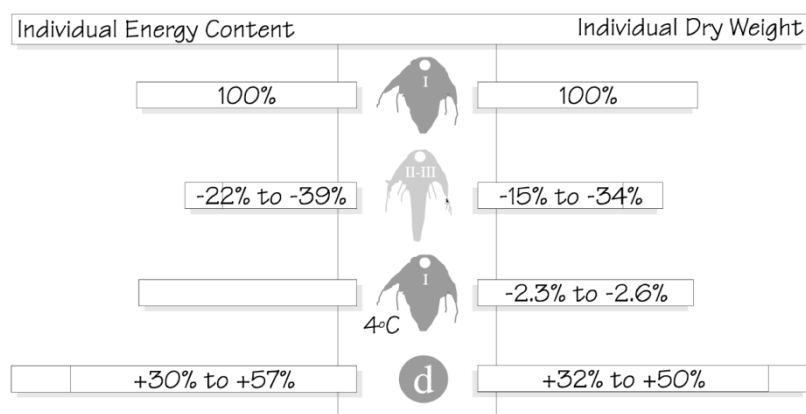 Individual Energy Content Individual Dry Weight
100% I 100%
-22% to -39% II-III -15% to -34%
I -2.3% to -2.6%
4°C
+30% to +57% d +32% to +50%